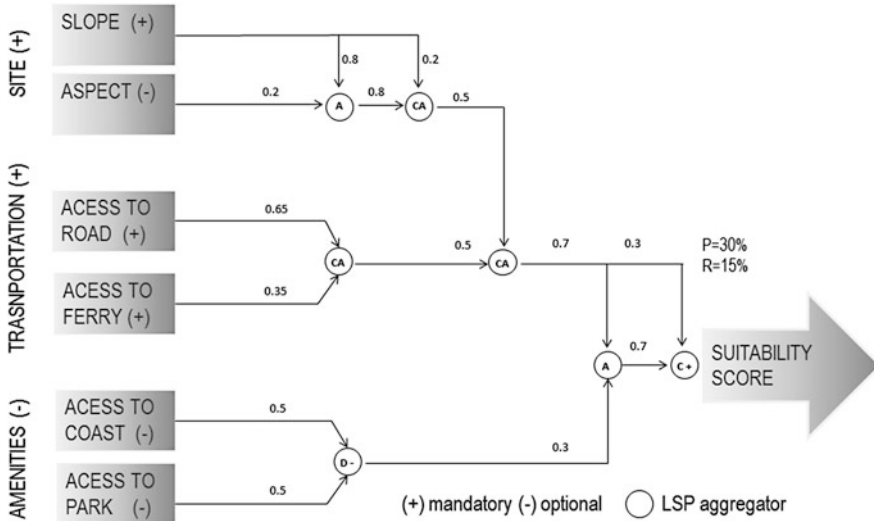 SITE (+)
SLOPE (+)
ASPECT (-)
0.8
0.2
0.2
A
0.8
CA
0.5
TRASNPORTATION (+)
ACESS TO
ROAD (+)
0.65
ACESS TO
FERRY (+)
0.35
CA
0.5
CA
0.7
0.3
P=30%
R=15%
A
0.7
C +
SUITABILITY
SCORE
AMENITIES (-)
ACESS TO
COAST (-)
0.5
ACESS TO
PARK (-)
0.5
D -
0.3
(+) mandatory (-) optional
LSP aggregator